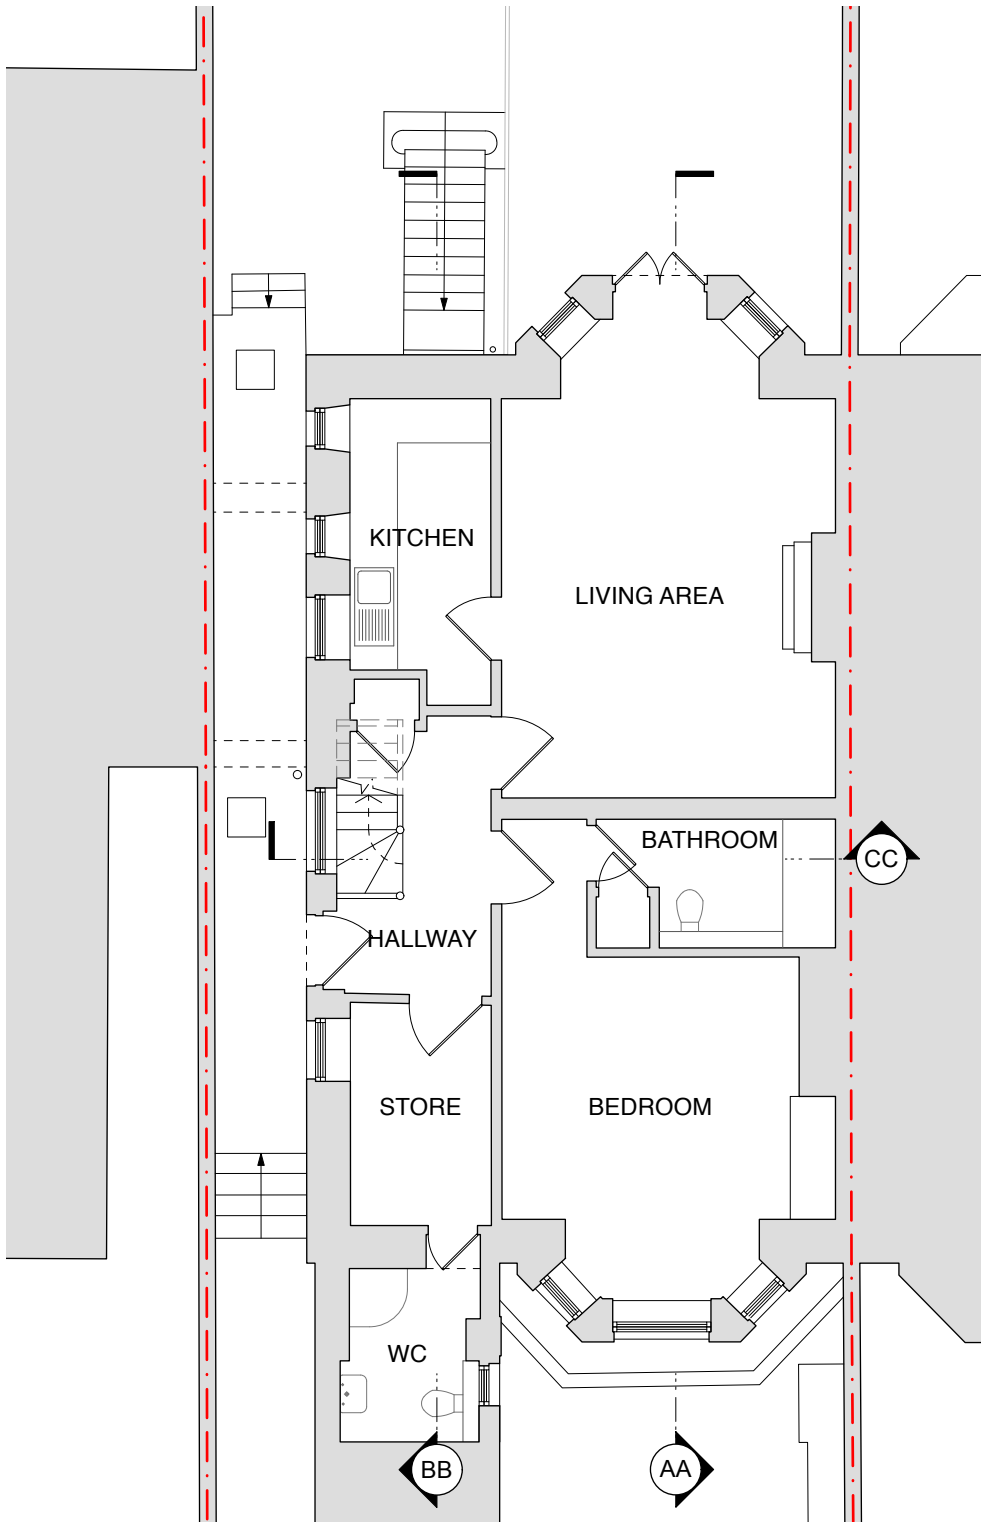 KITCHEN
LIVING AREA
BATHROOM
CC
HALLWAY
STORE
BEDROOM
WC
BB
AA